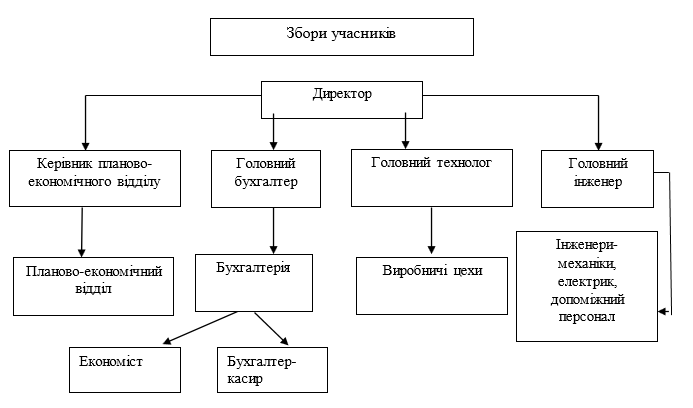 Збори учасників
Директор
Керівник планово-
економічного відділу
Головний
бухгалтер
Головний технолог
Головний
інженер
Планово-економічний
відділ
Бухгалтерія
Виробничі цехи
Інженери-
механіки,
електрик,
допоміжний
персонал
Економіст
Бухгалтер-
касир